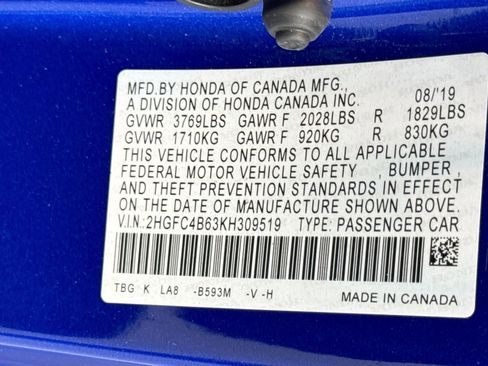 MFD.BY HONDA OF CANADA MFG.,
A DIVISION OF HONDA CANADA INC. 08/'19
GVWR 3769LBS GAWR F 2028LBS R 1829LBS
GVWR 1710KG GAWR F 920KG R 830KG
THIS VEHICLE CONFORMS TO ALL APPLICABLE
FEDERAL MOTOR VEHICLE SAFETY , BUMPER ,
AND THEFT PREVENTION STANDARDS IN EFFECT
ON THE DATE OF MANUFACTURE SHOWN ABOVE.
V.I.N.:2HGFC4B63KH309519 TYPE: PASSENGER CAR
TBG K LA8 -B593M -V -H MADE IN CANADA